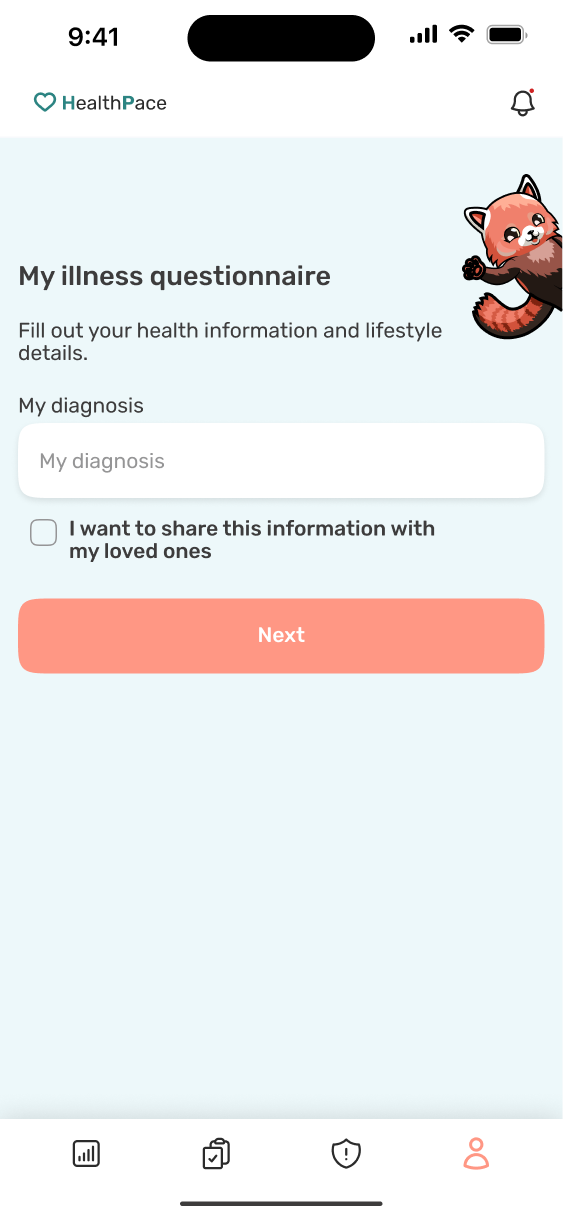 9:41
HealthPace
My illness questionnaire
Fill out your health information and lifestyle
details.
My diagnosis
My diagnosis
I want to share this information with
my loved ones
Next